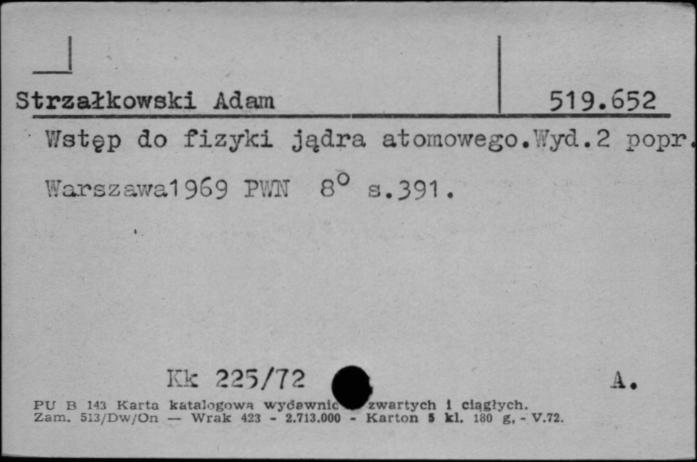 Strzałkowski Adam 519.652
Wstęp do fizyki jądra atomowego.Wyd.2 popr.
Warszawa1969 PWN 8° s.391.
Kk 225/72 A.
PU B 143 Karta katalogowa wydawnic zwartych i ciągłych.
Zam. 513/Dw/On — Wrak 423 - 2.713.000 - Karton 5 kl. 180 g. - V.72.